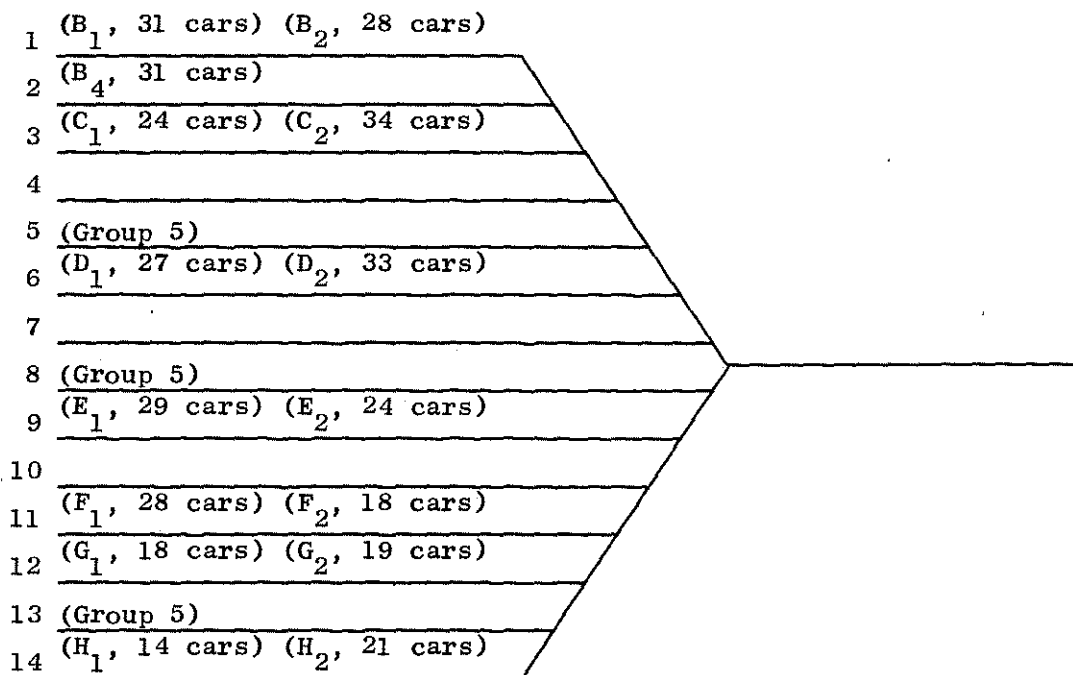 1 (B₁, 31 cars) (B₂, 28 cars)
2 (B₄, 31 cars)
3 (C₁, 24 cars) (C₂, 34 cars)
4
5 (Group 5)
6 (D₁, 27 cars) (D₂, 33 cars)
7
8 (Group 5)
9 (E₁, 29 cars) (E₂, 24 cars)
10
11 (F₁, 28 cars) (F₂, 18 cars)
12 (G₁, 18 cars) (G₂, 19 cars)
13 (Group 5)
14 (H₁, 14 cars) (H₂, 21 cars)